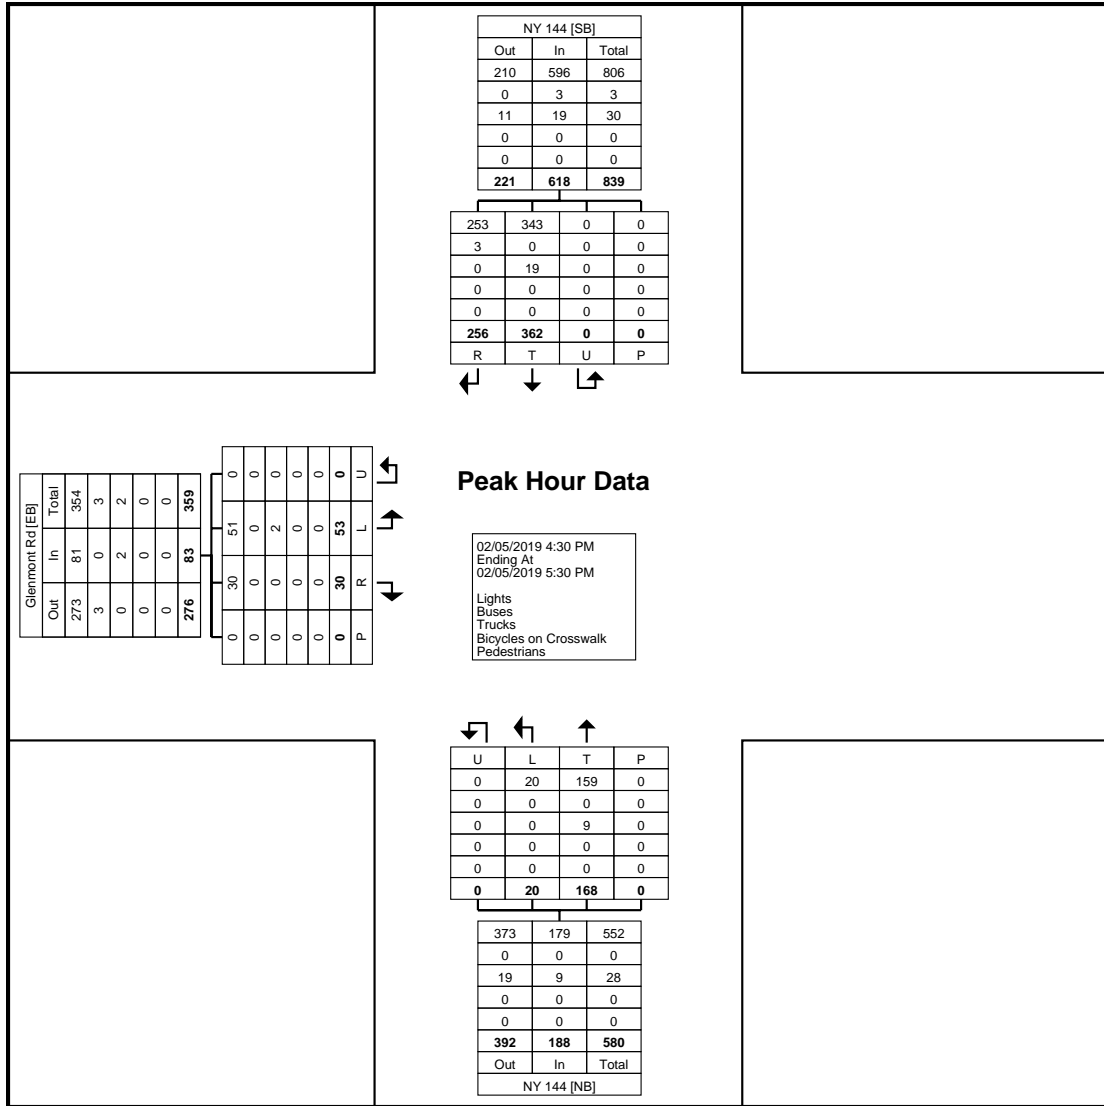 NY 144 [SB]
Out In Total
210 596 806
0 3 3
11 19 30
0 0 0
0 0 0
221 618 839
253 343 0 0
3 0 0 0
0 19 0 0
0 0 0 0
0 0 0 0
256 362 0 0
R T U P
Glenmont Rd [EB]
Out In Total
273 81 354
3 0 3
0 2 2
0 0 0
0 0 0
276 83 359
0 30 51 0
0 0 0 0
0 0 2 0
0 0 0 0
0 0 0 0
0 30 53 0
P R L U
Peak Hour Data
02/05/2019 4:30 PM
Ending At
02/05/2019 5:30 PM
Lights
Buses
Trucks
Bicycles on Crosswalk
Pedestrians
U L T P
0 20 159 0
0 0 0 0
0 0 9 0
0 0 0 0
0 0 0 0
0 20 168 0
373 179 552
0 0 0
19 9 28
0 0 0
0 0 0
392 188 580
Out In Total
NY 144 [NB]